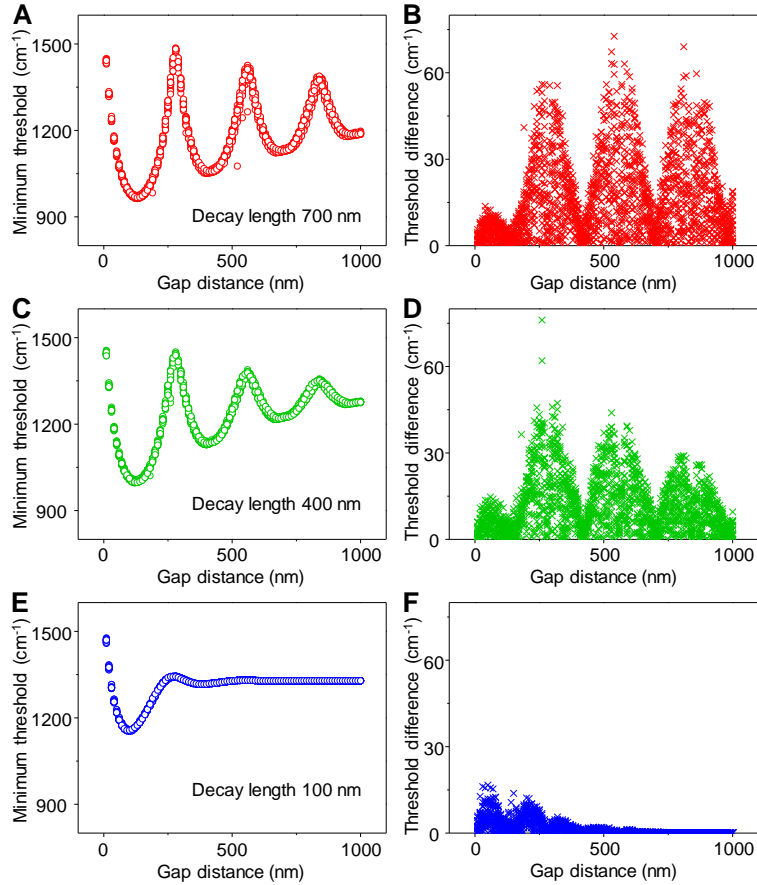 A
Minimum threshold (cm⁻¹)
1500
1200
900
0
500
1000
Gap distance (nm)
Decay length 700 nm
B
Threshold difference (cm⁻¹)
60
30
0
0
500
1000
Gap distance (nm)
C
Minimum threshold (cm⁻¹)
1500
1200
900
0
500
1000
Gap distance (nm)
Decay length 400 nm
D
Threshold difference (cm⁻¹)
60
30
0
0
500
1000
Gap distance (nm)
E
Minimum threshold (cm⁻¹)
1500
1200
900
0
500
1000
Gap distance (nm)
Decay length 100 nm
F
Threshold difference (cm⁻¹)
60
30
0
0
500
1000
Gap distance (nm)